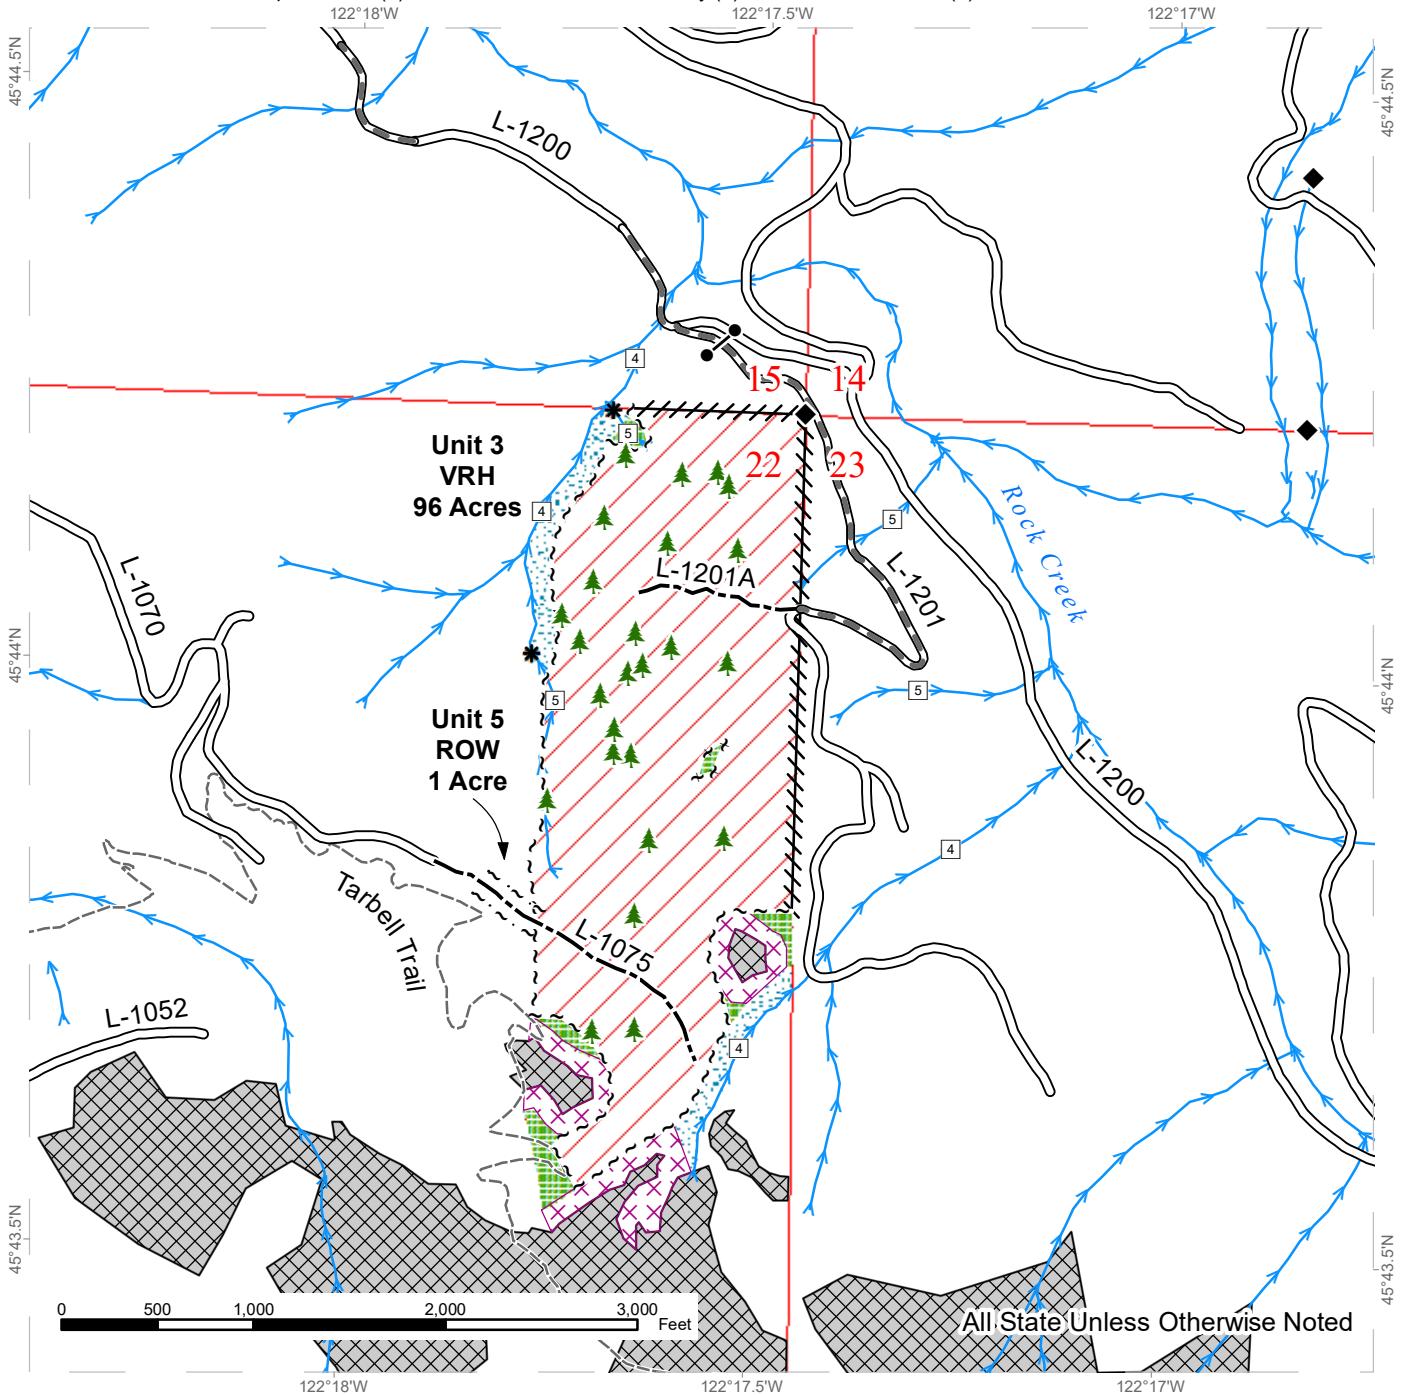 122°18'W
122°17.5'W
122°17'W
45°44.5'N
45°44.5'N
L-1200
4
15
14
5
Unit 3
VRH
96 Acres
22
23
4
5
Rock Creek
L-1070
L-1201A
L-1201
45°44'N
45°44'N
5
5
Unit 5
ROW
1 Acre
L-1200
4
Tarbell Trail
L-1075
L-1052
4
45°43.5'N
45°43.5'N
0
500
1,000
2,000
3,000
Feet
All State Unless Otherwise Noted
122°18'W
122°17.5'W
122°17'W